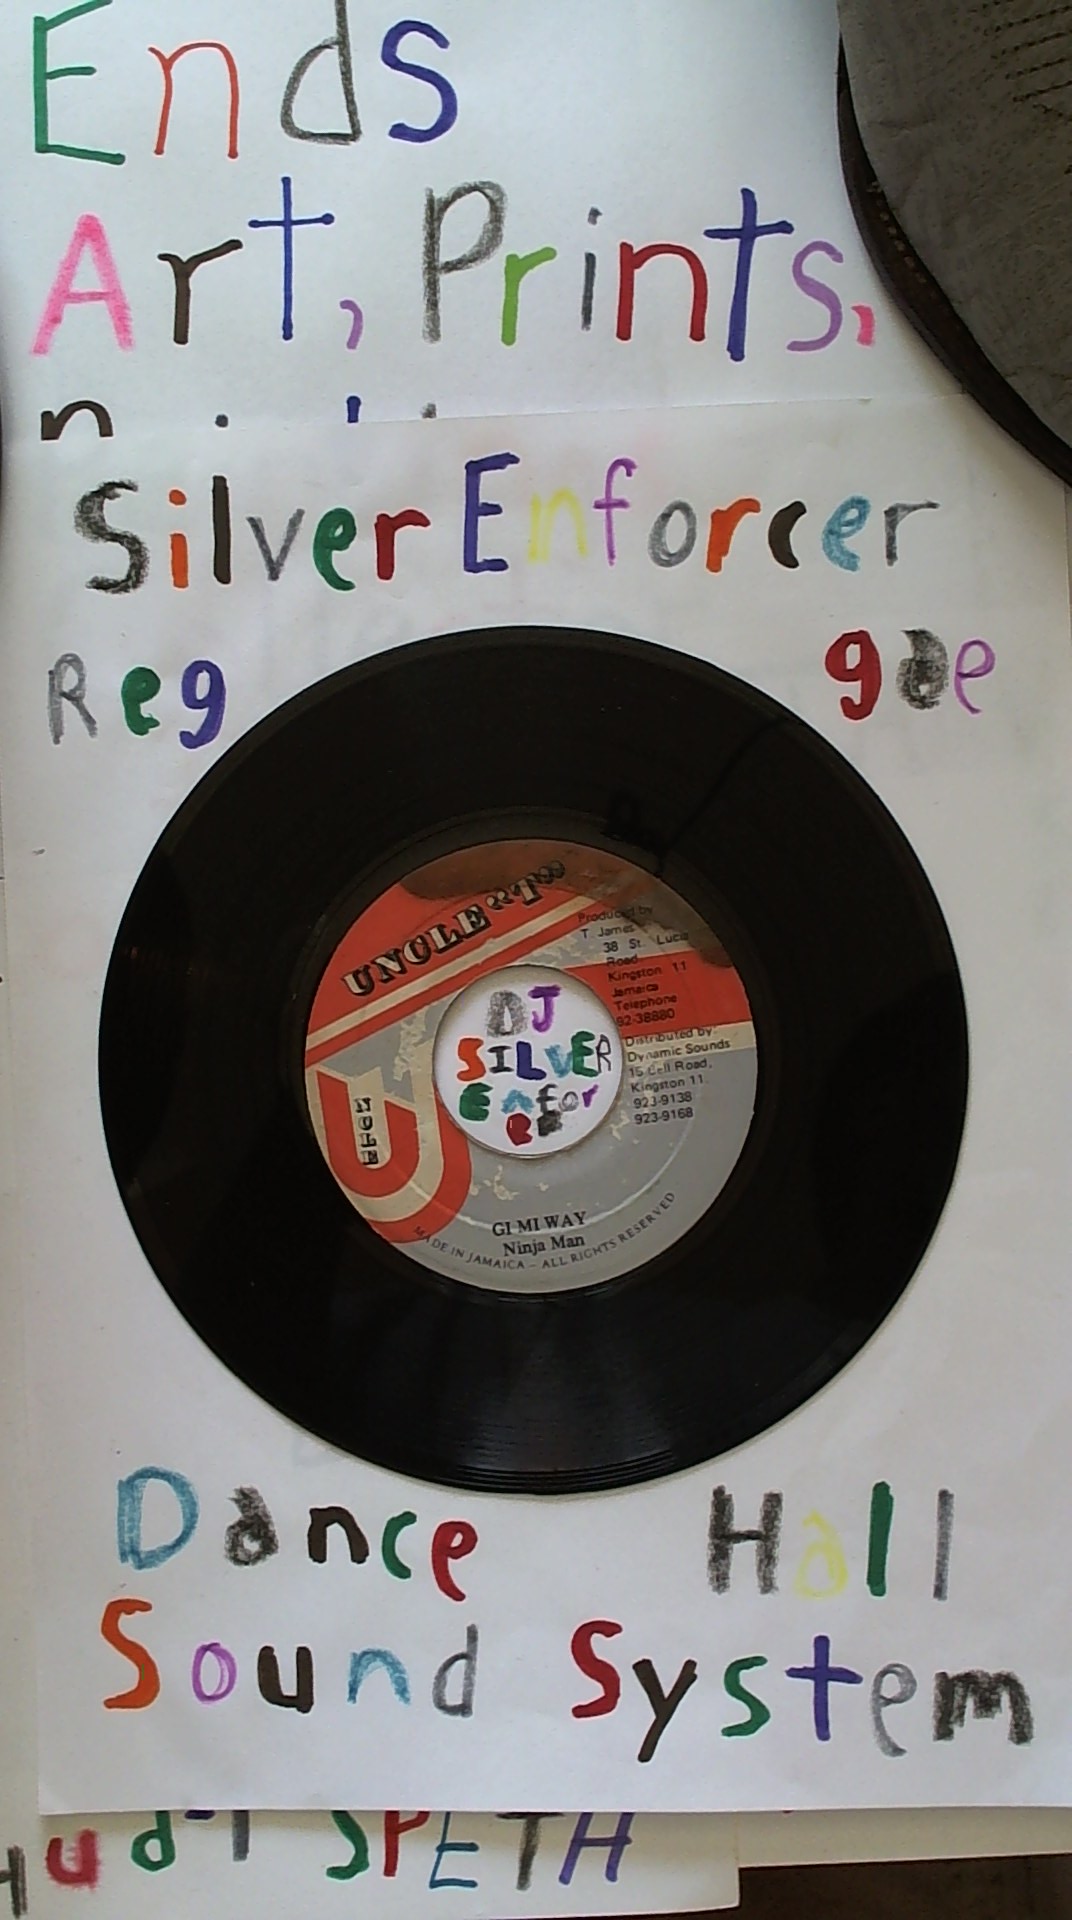 Ends
Art, Prints,
Silver Enforcer
Reg gae
UNCLE "T"
Produced by
T. James
38 St. Lucia
Road
Kingston 11
Jamaica
Telephone
92-38880
Distributed by:
Dynamic Sounds
15 Bell Road,
Kingston 11.
923-9138
923-9168
DJ
SILVER
Enfor
UNCLE
GI MI WAY
Ninja Man
MADE IN JAMAICA – ALL RIGHTS RESERVED
Dance Hall
Sound System
SPETH